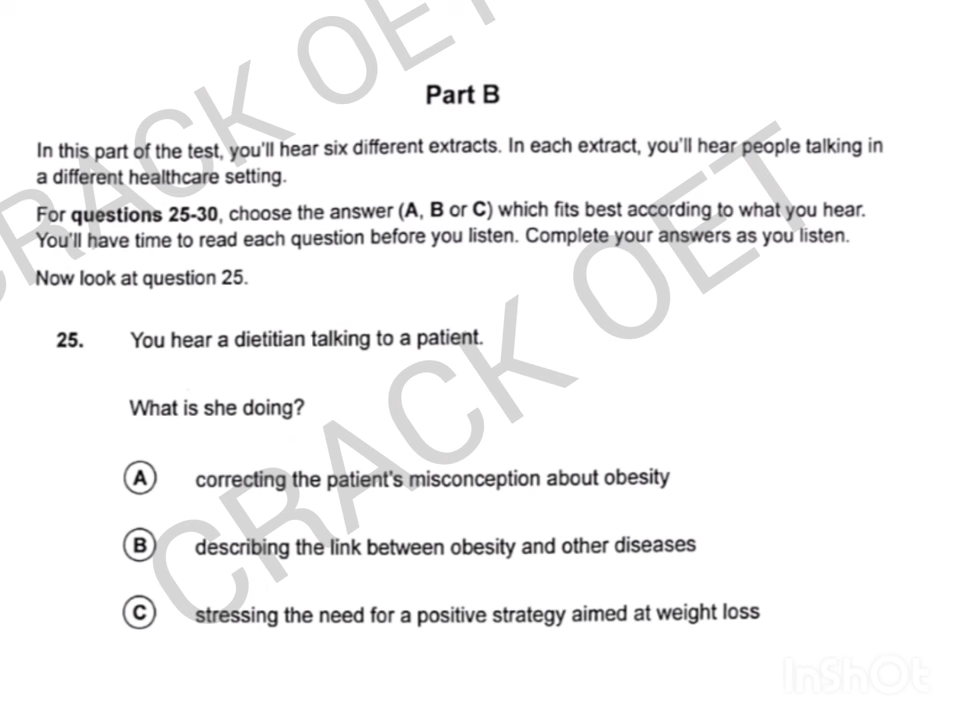 CRACK OET
Part B
In this part of the test, you'll hear six different extracts. In each extract, you'll hear people talking in
a different healthcare setting.
For questions 25-30, choose the answer (A, B or C) which fits best according to what you hear.
You'll have time to read each question before you listen. Complete your answers as you listen.
Now look at question 25.
25. You hear a dietitian talking to a patient.
What is she doing?
A correcting the patient's misconception about obesity
B describing the link between obesity and other diseases
C stressing the need for a positive strategy aimed at weight loss
CRACK OET
InShOt